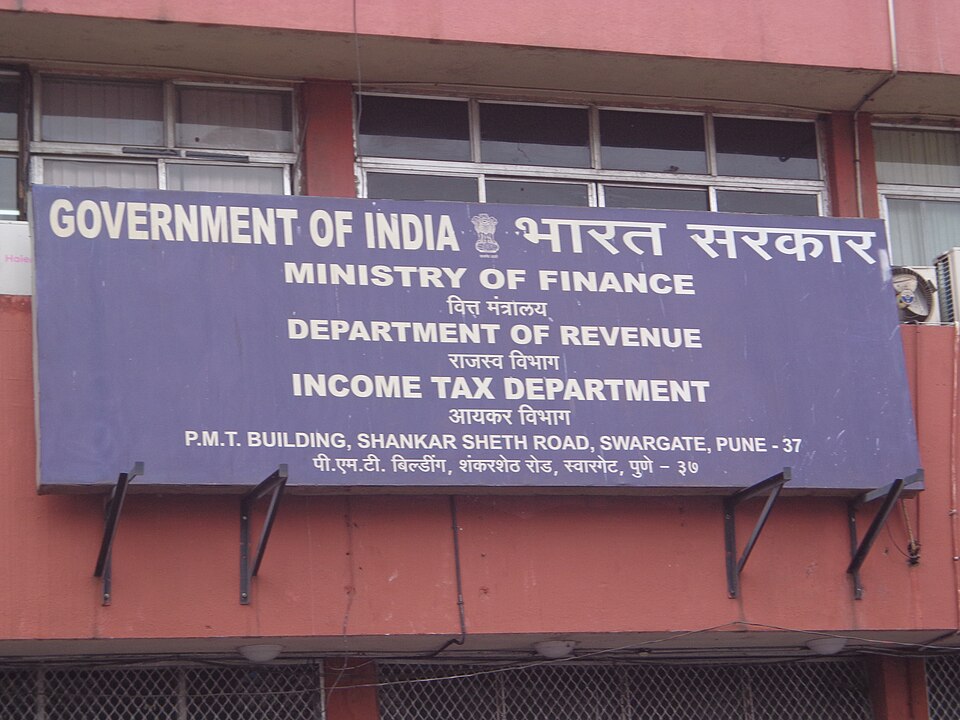 GOVERNMENT OF INDIA भारत सरकार
MINISTRY OF FINANCE
वित्त मंत्रालय
DEPARTMENT OF REVENUE
राजस्व विभाग
INCOME TAX DEPARTMENT
आयकर विभाग
P.M.T. BUILDING, SHANKAR SHETH ROAD, SWARGATE, PUNE - 37
पी.एम.टी. बिल्डींग, शंकरशेठ रोड, स्वारगेट, पुणे – ३७